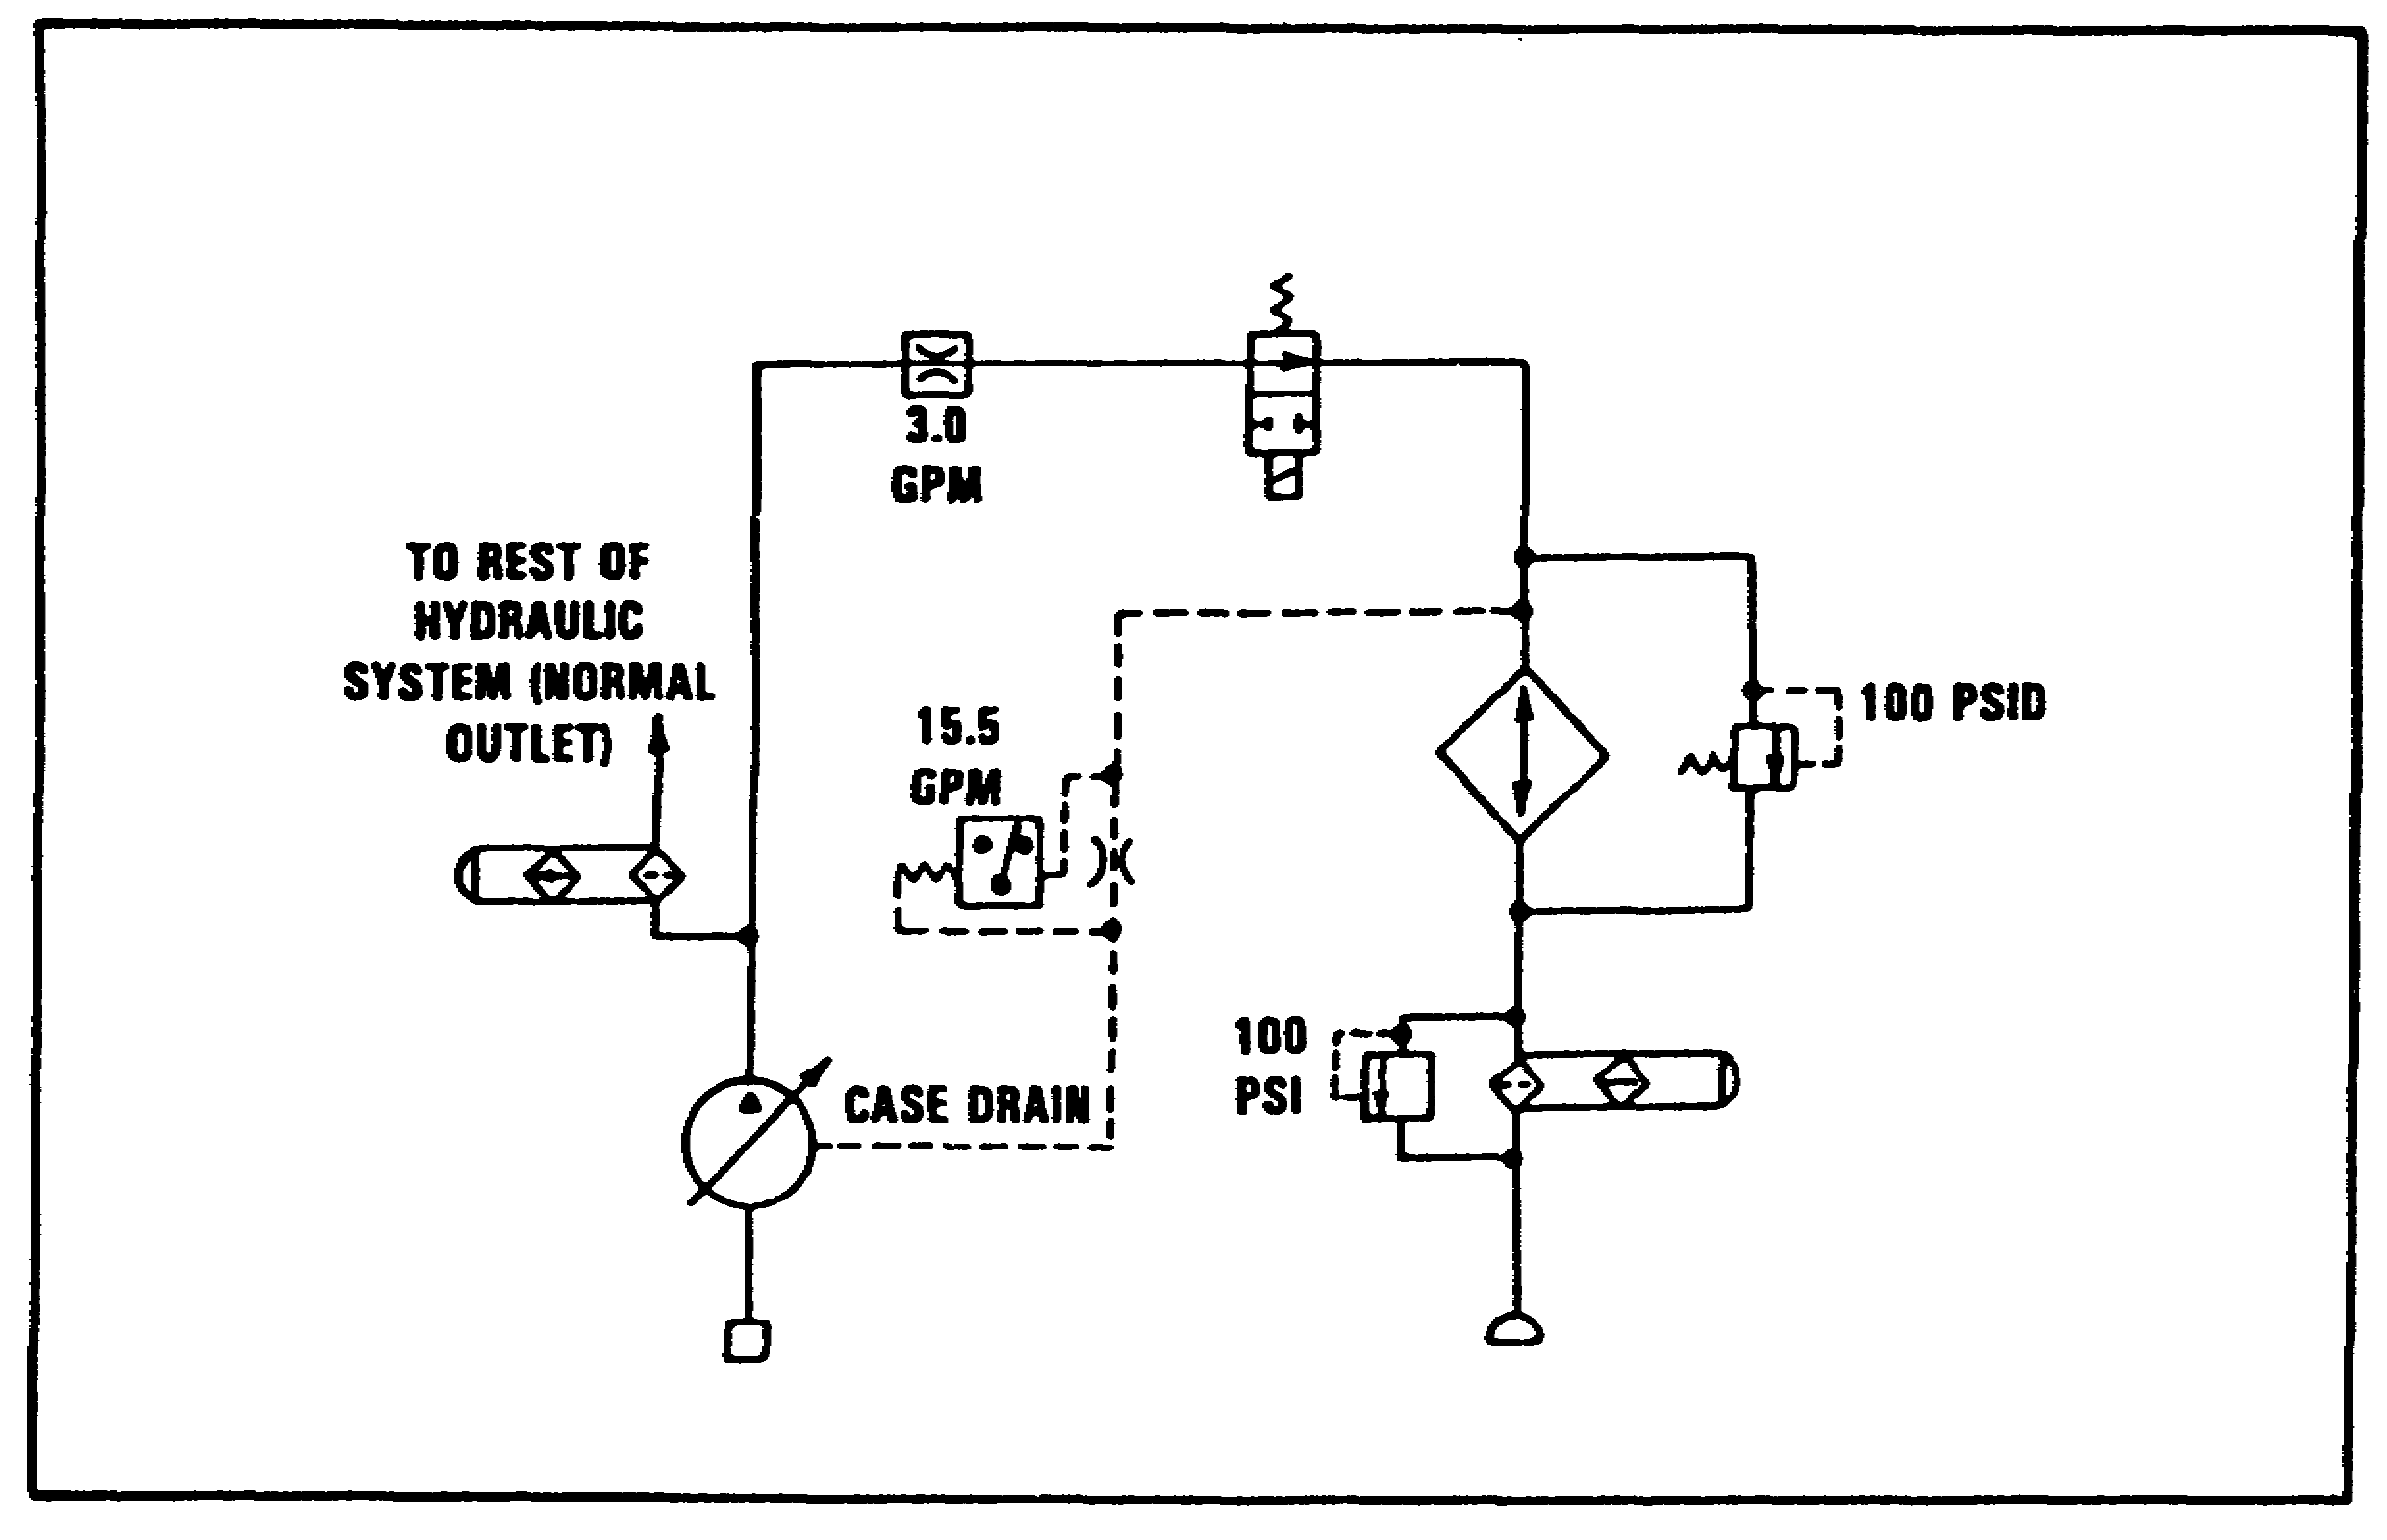 3.0
GPM
TO REST OF
HYDRAULIC
SYSTEM (NORMAL
OUTLET)
15.5
GPM
100 PSID
100
PSI
CASE DRAIN